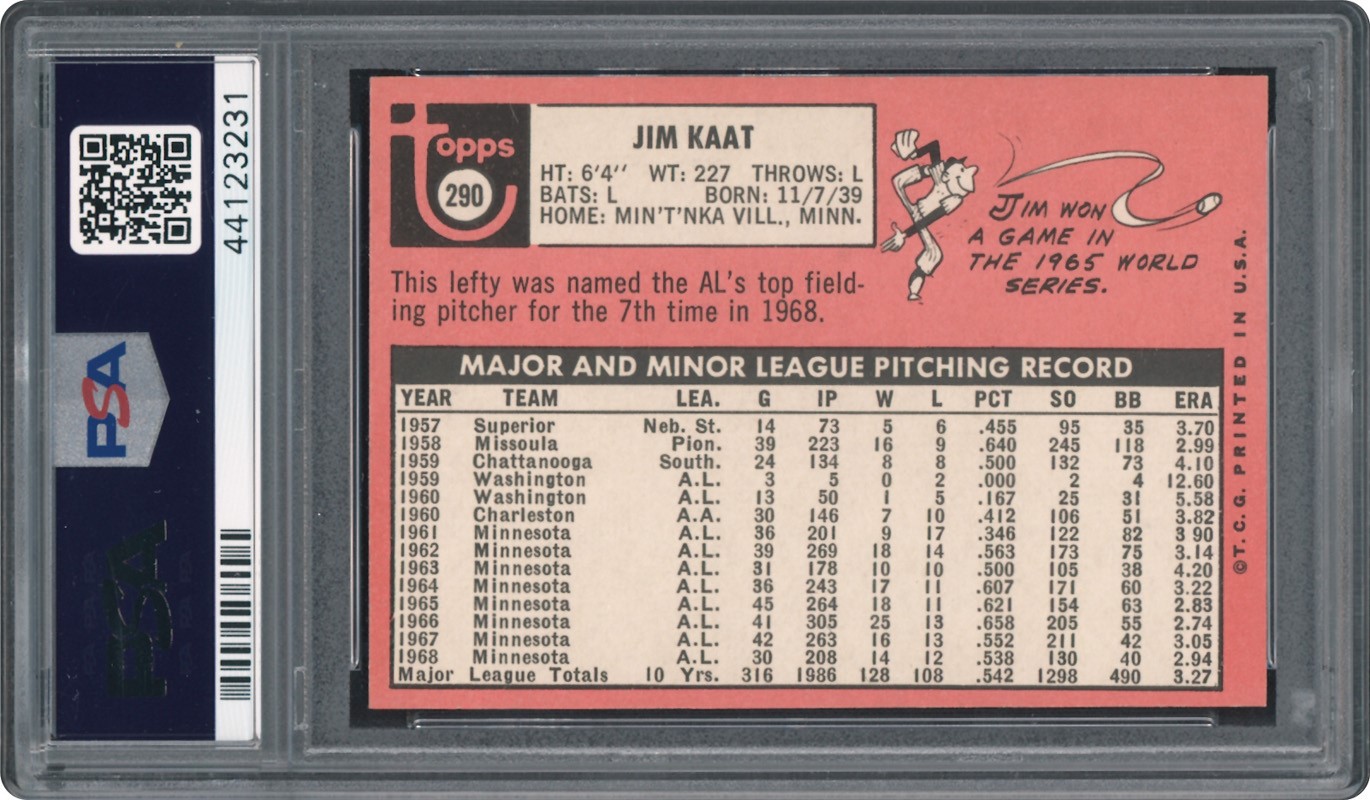 44123231
PSA
PSA
Topps
290
JIM KAAT
HT: 6'4'' WT: 227 THROWS: L
BATS: L BORN: 11/7/39
HOME: MIN'T'NKA VILL., MINN.
JIM WON
A GAME IN
THE 1965 WORLD
SERIES.
This lefty was named the AL's top field-
ing pitcher for the 7th time in 1968.
MAJOR AND MINOR LEAGUE PITCHING RECORD
YEAR TEAM LEA. G IP W L PCT SO BB ERA
1957 Superior Neb. St. 14 73 5 6 .455 95 35 3.70
1958 Missoula Pion. 39 223 16 9 .640 245 118 2.99
1959 Chattanooga South. 24 134 8 8 .500 132 73 4.10
1959 Washington A.L. 3 5 0 2 .000 2 4 12.60
1960 Washington A.L. 13 50 1 5 .167 25 31 5.58
1960 Charleston A.A. 30 146 7 10 .412 106 51 3.82
1961 Minnesota A.L. 36 201 9 17 .346 122 82 3 90
1962 Minnesota A.L. 39 269 18 14 .563 173 75 3.14
1963 Minnesota A.L. 31 178 10 10 .500 105 38 4.20
1964 Minnesota A.L. 36 243 17 11 .607 171 60 3.22
1965 Minnesota A.L. 45 264 18 11 .621 154 63 2.83
1966 Minnesota A.L. 41 305 25 13 .658 205 55 2.74
1967 Minnesota A.L. 42 263 16 13 .552 211 42 3.05
1968 Minnesota A.L. 30 208 14 12 .538 130 40 2.94
Major League Totals 10 Yrs. 316 1986 128 108 .542 1298 490 3.27
©T. C. G. PRINTED IN U.S.A.